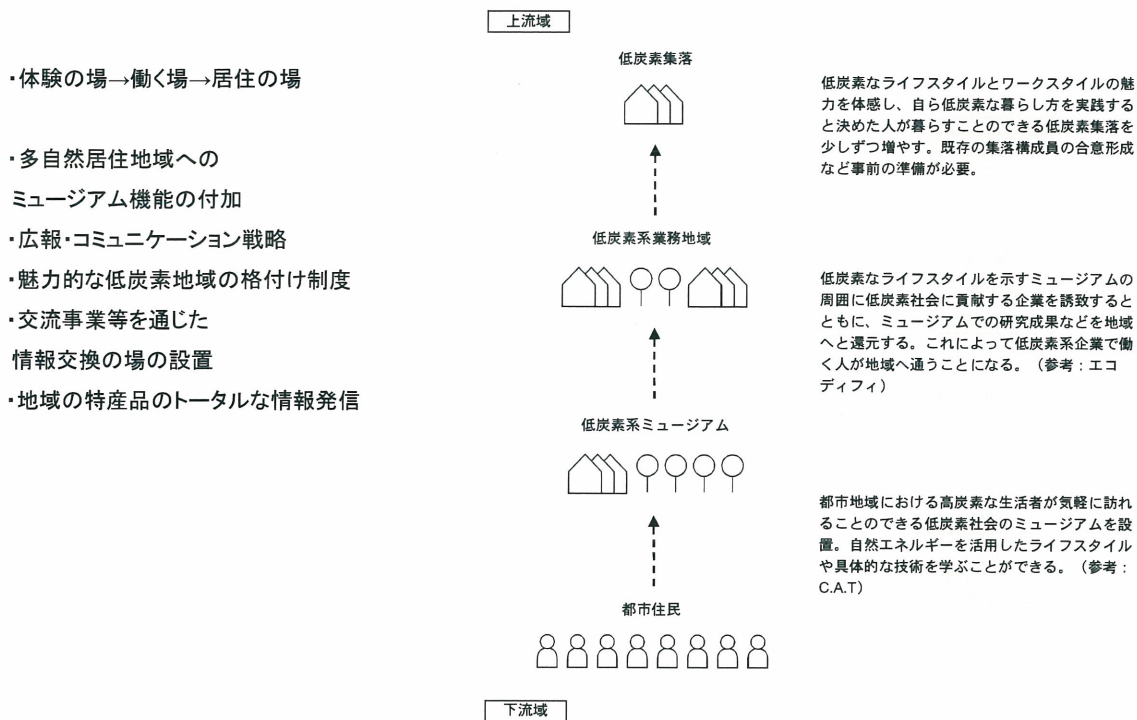 上流域
・体験の場→働く場→居住の場
・多自然居住地域への
ミュージアム機能の付加
・広報・コミュニケーション戦略
・魅力的な低炭素地域の格付け制度
・交流事業等を通じた
情報交換の場の設置
・地域の特産品のトータルな情報発信
低炭素集落
低炭素系業務地域
低炭素系ミュージアム
都市住民
低炭素なライフスタイルとワークスタイルの魅
力を体感し、自ら低炭素な暮らし方を実践する
と決めた人が暮らすことのできる低炭素集落を
少しずつ増やす。既存の集落構成員の合意形成
など事前の準備が必要。
低炭素なライフスタイルを示すミュージアムの
周囲に低炭素社会に貢献する企業を誘致すると
ともに、ミュージアムでの研究成果などを地域
へと還元する。これによって低炭素系企業で働
く人が地域へ通うことになる。（参考：エコ
ディフィ）
都市地域における高炭素な生活者が気軽に訪れ
ることのできる低炭素社会のミュージアムを設
置。自然エネルギーを活用したライフスタイル
や具体的な技術を学ぶことができる。（参考：
C.A.T）
下流域